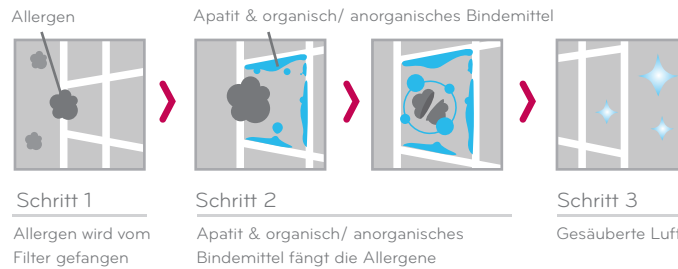 Allergen
Apatit & organisch/ anorganisches Bindemittel
Schritt 1
Allergen wird vom
Filter gefangen
Schritt 2
Apatit & organisch/ anorganisches
Bindemittel fängt die Allergene
Schritt 3
Gesäuberte Luft